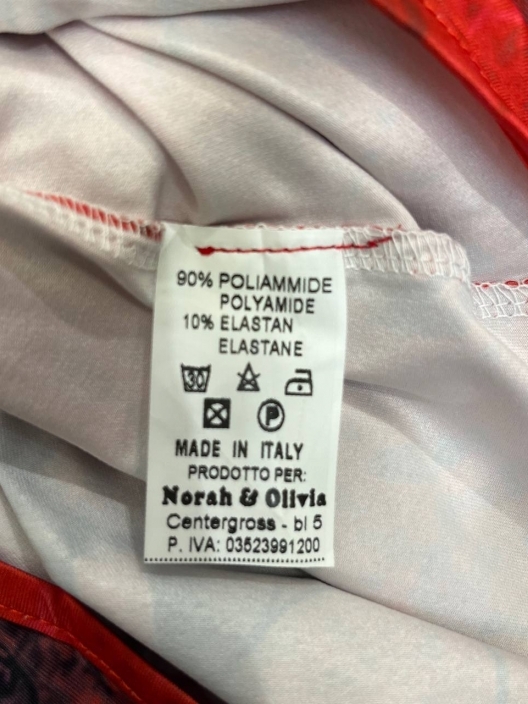 90% POLIAMMIDE
POLYAMIDE
10% ELASTAN
ELASTANE
30
P
MADE IN ITALY
PRODOTTO PER:
Norah & Olivia
Centergross - bl 5
P. IVA: 03523991200